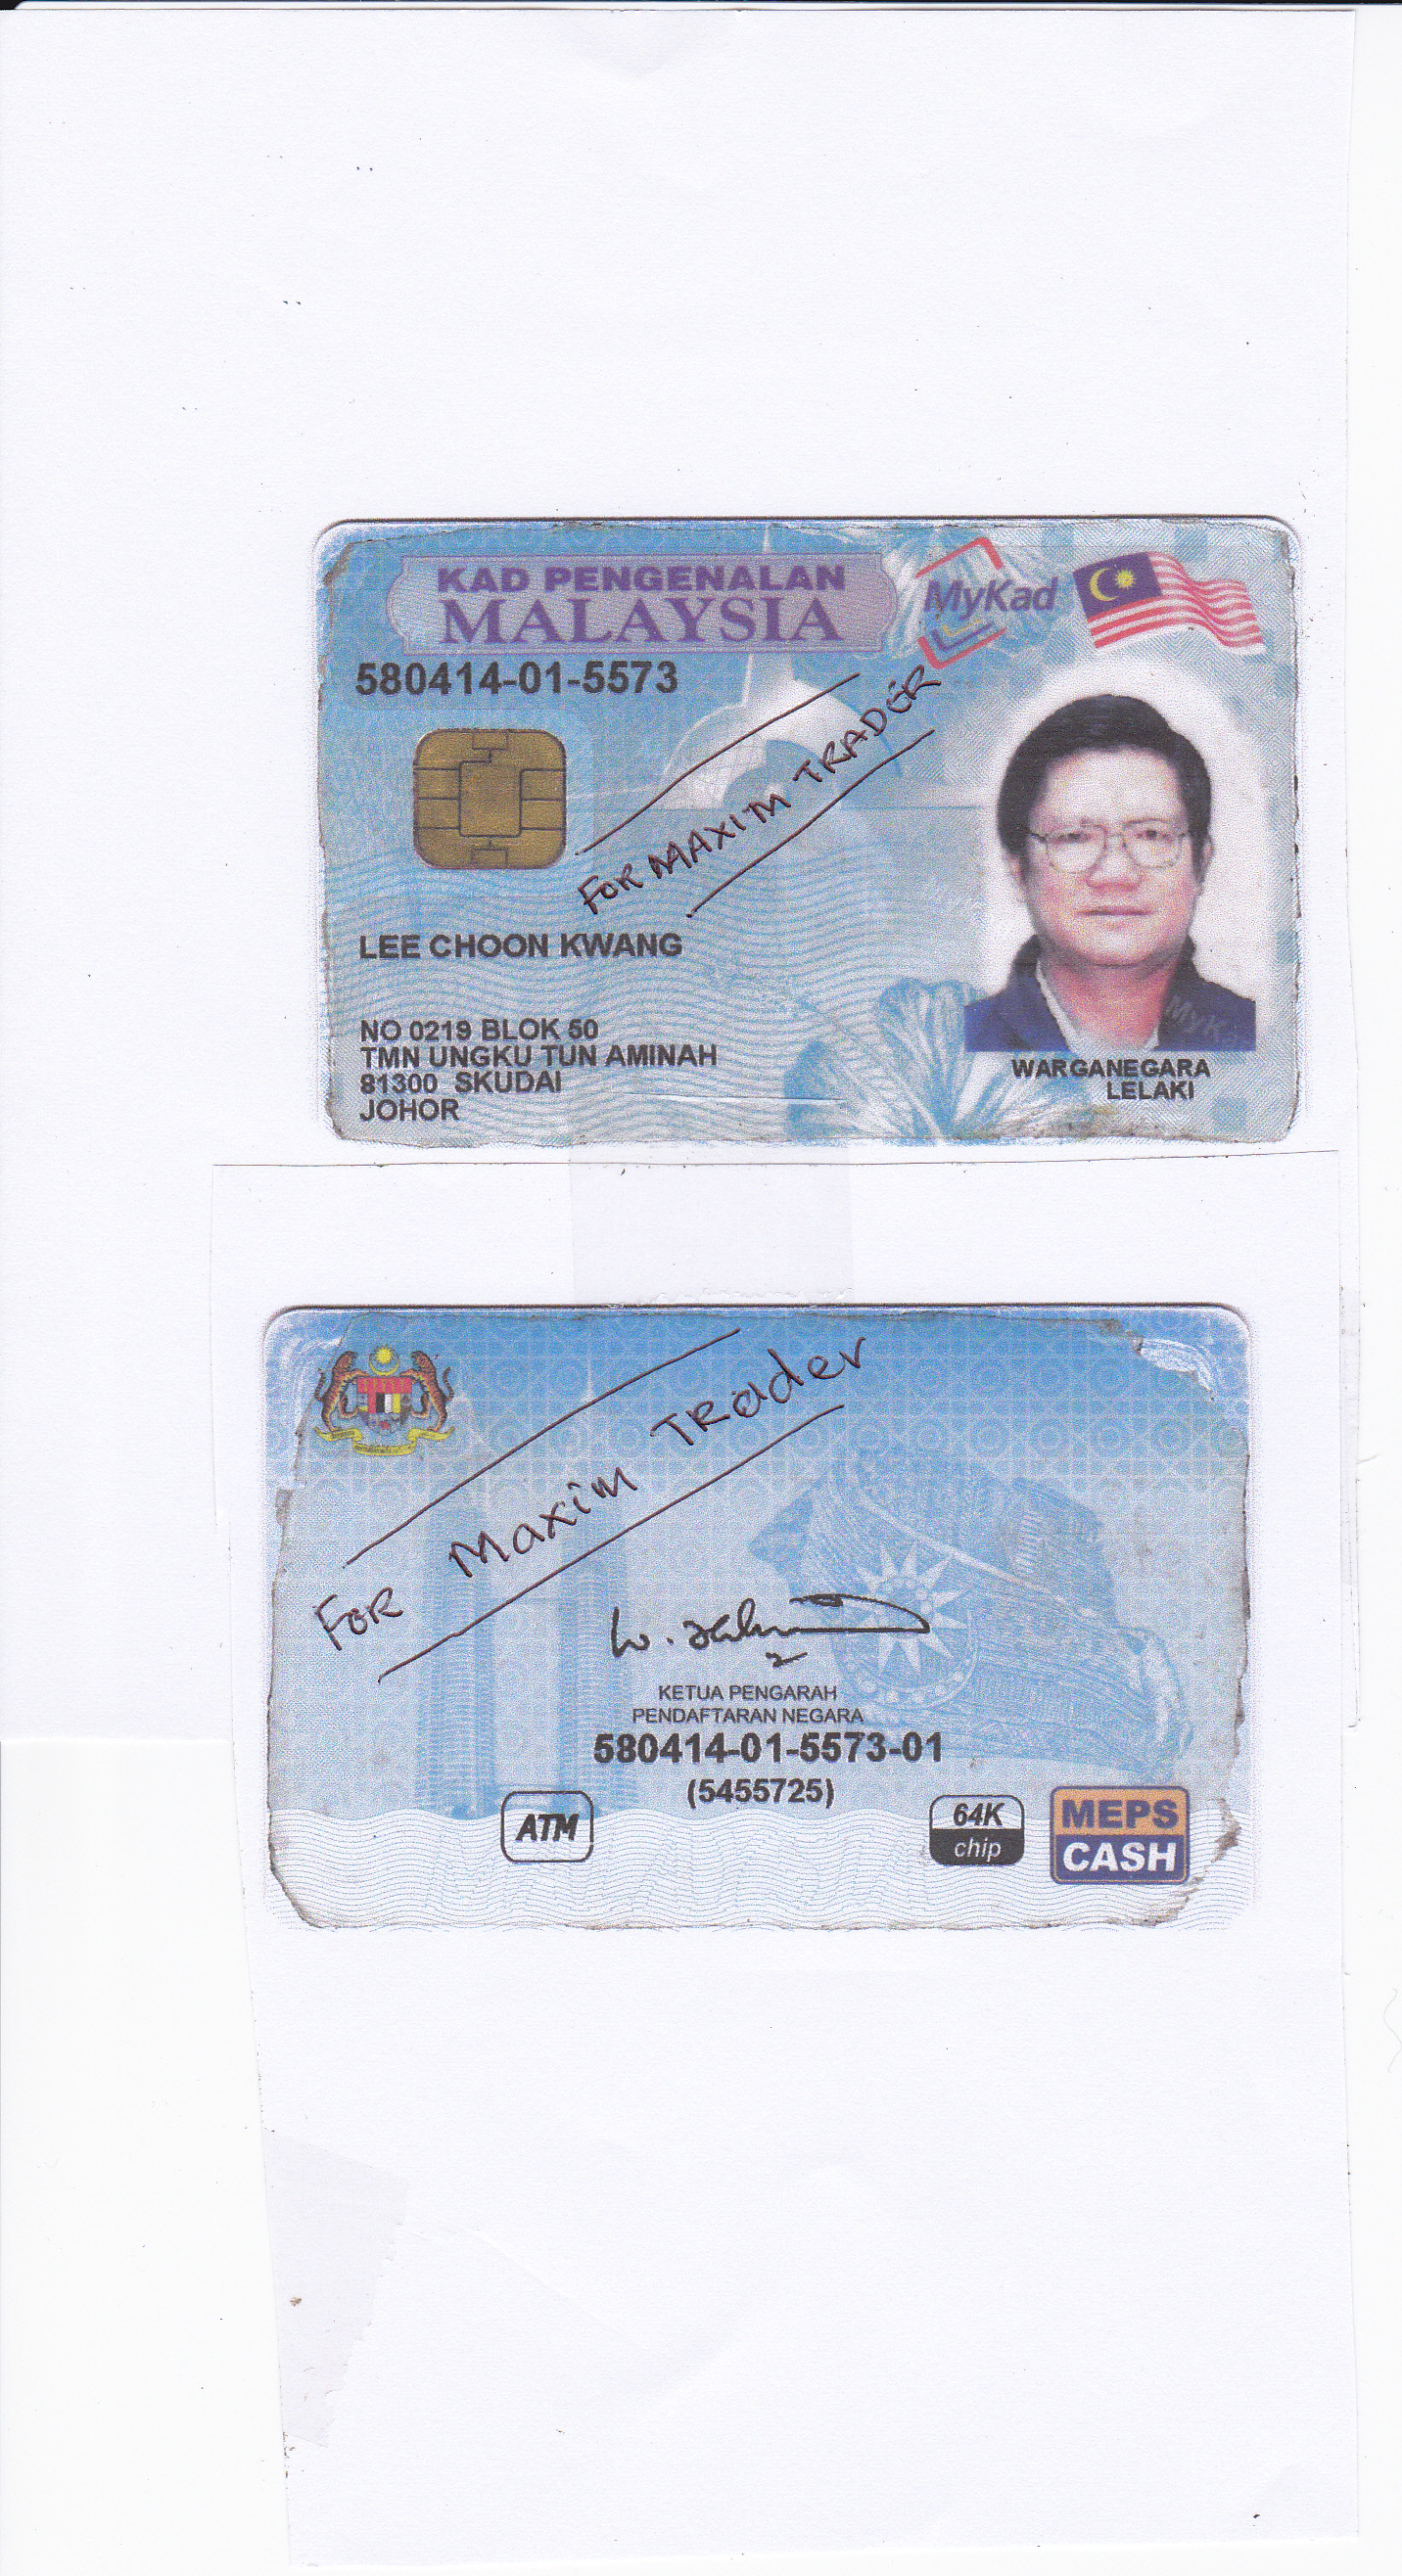 KAD PENGENALAN
MALAYSIA
MyKad
580414-01-5573
FOR MAXIM TRADER
LEE CHOON KWANG
NO 0219 BLOK 50
TMN UNGKU TUN AMINAH
81300 SKUDAI
JOHOR
MyKa
WARGANEGARA
LELAKI
FOR Maxim Trader
KETUA PENGARAH
PENDAFTARAN NEGARA
580414-01-5573-01
(5455725)
ATM
64K
chip
MEPS
CASH